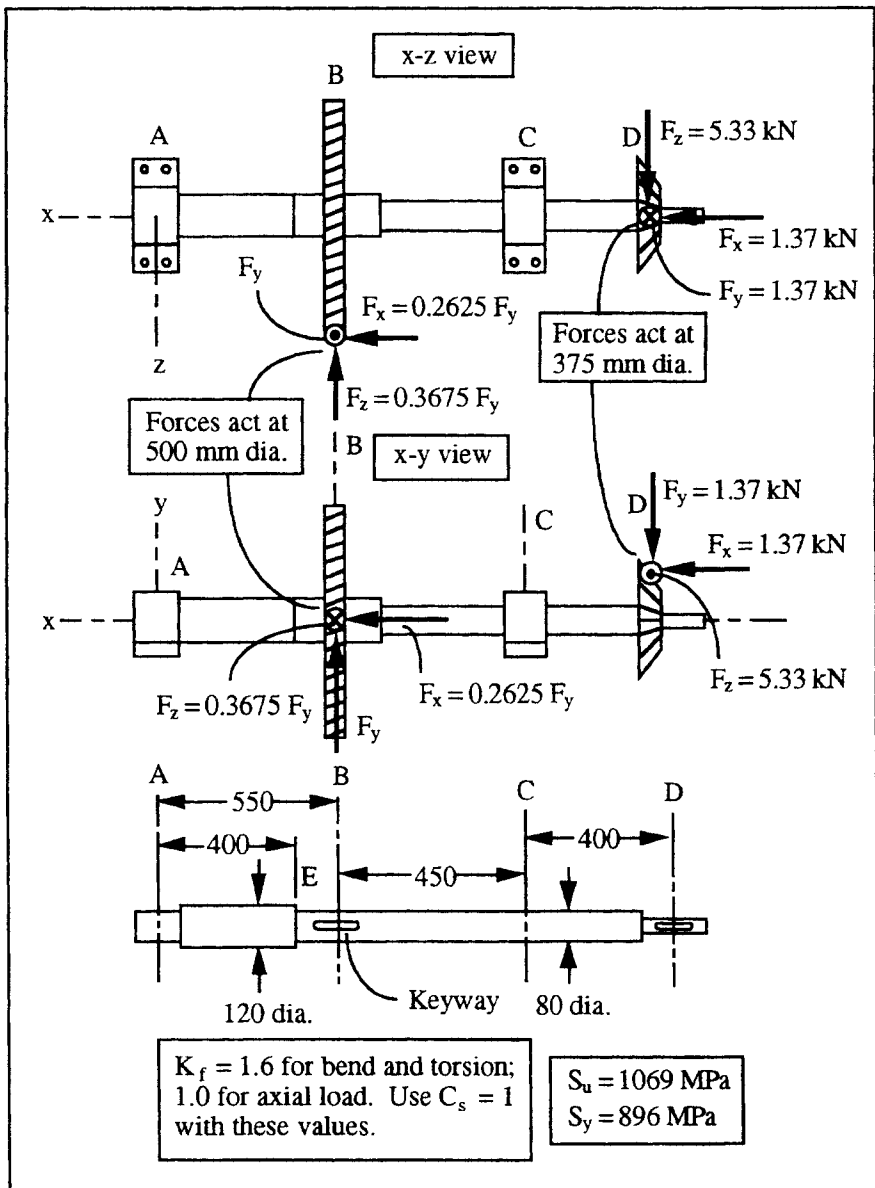 x-z view
B
A
C
D
F_z = 5.33 kN
x
F_x = 1.37 kN
F_y
F_y = 1.37 kN
F_x = 0.2625 F_y
z
Forces act at
375 mm dia.
F_z = 0.3675 F_y
Forces act at
500 mm dia.
B
x-y view
y
A
C
D
F_y = 1.37 kN
F_x = 1.37 kN
x
F_z = 0.3675 F_y
F_x = 0.2625 F_y
F_z = 5.33 kN
F_y
A
B
C
D
550
400
400
E
450
Keyway
120 dia.
80 dia.
K_f = 1.6 for bend and torsion;
1.0 for axial load. Use C_s = 1
with these values.
S_u = 1069 MPa
S_y = 896 MPa